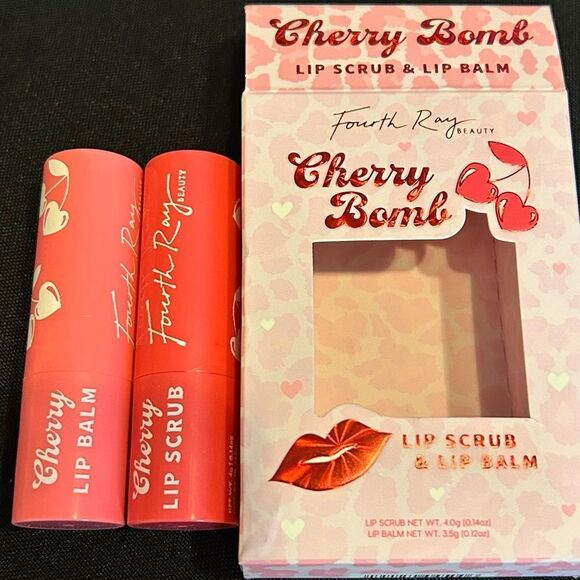 Cherry Bomb
LIP SCRUB & LIP BALM
Fourth Ray
BEAUTY
Cherry
Bomb
LIP SCRUB
& LIP BALM
LIP SCRUB NET WT. 4.0g (0.14oz)
LIP BALM NET WT. 3.5g (0.12oz)
Fourth Ray
Cherry
LIP BALM
Fourth Ray
BEAUTY
Cherry
LIP SCRUB